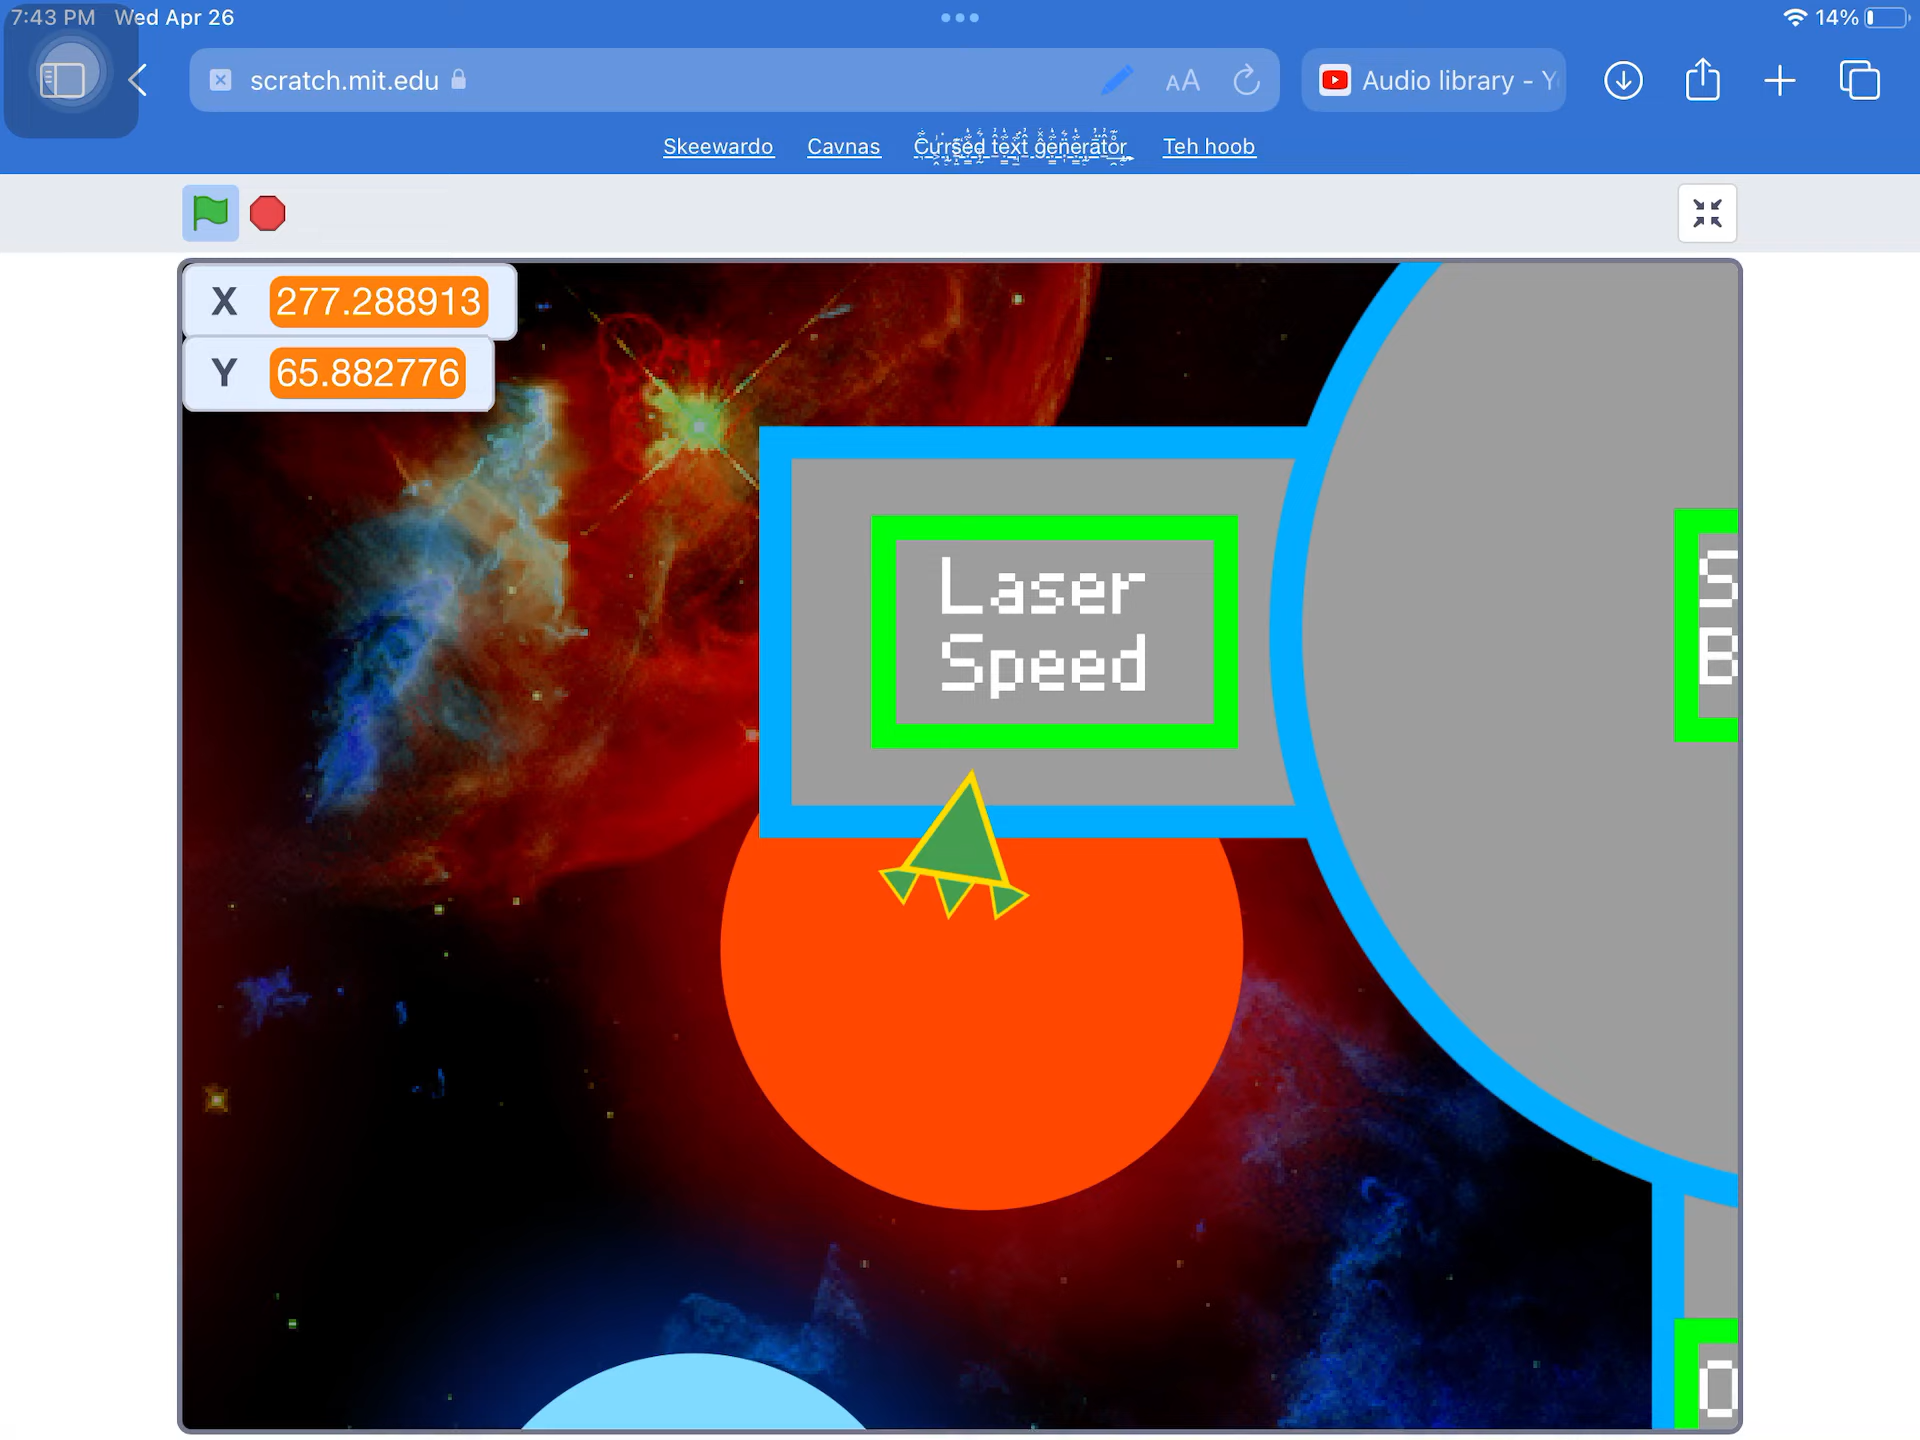 7:43 PM Wed Apr 26
14%
scratch.mit.edu
AA
Audio library - Y
Skewardo Cavnas Cursed text generator Teh hoob
X 277.288913
Y 65.882776
Laser
Speed
S
B